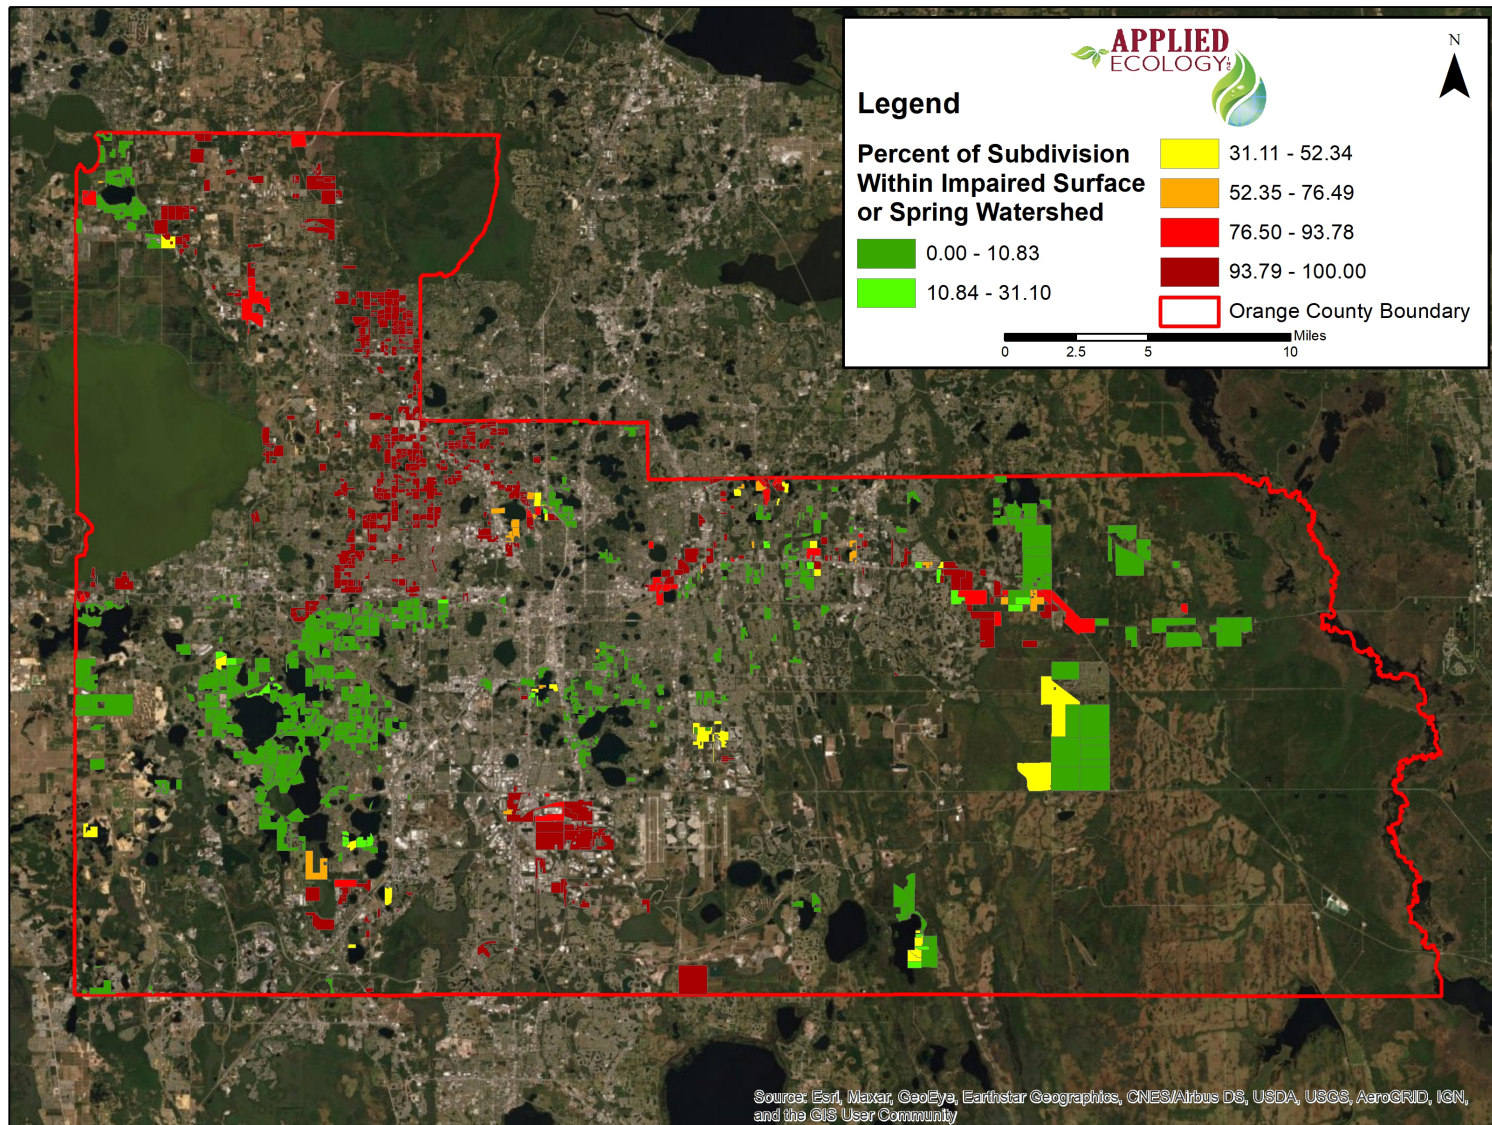 APPLIED
ECOLOGY INC
N
Legend
Percent of Subdivision
Within Impaired Surface
or Spring Watershed
0.00 - 10.83
10.84 - 31.10
31.11 - 52.34
52.35 - 76.49
76.50 - 93.78
93.79 - 100.00
Orange County Boundary
Miles
0 2.5 5 10
Source: Esri, Maxar, GeoEye, Earthstar Geographics, CNES/Airbus DS, USDA, USGS, AeroGRID, IGN,
and the GIS User Community